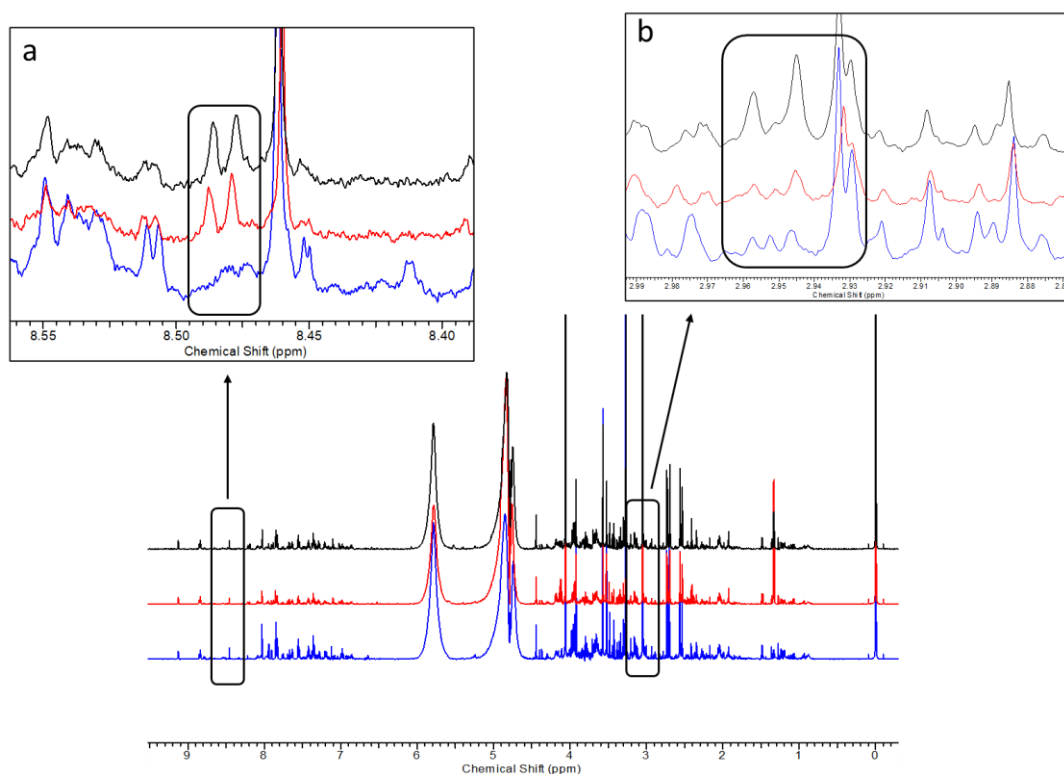 a
8.55 8.50 8.45 8.40
Chemical Shift (ppm)
b
2.99 2.98 2.97 2.96 2.95 2.94 2.93 2.92 2.91 2.90 2.89 2.88
Chemical Shift (ppm)
9 8 7 6 5 4 3 2 1 0
Chemical Shift (ppm)